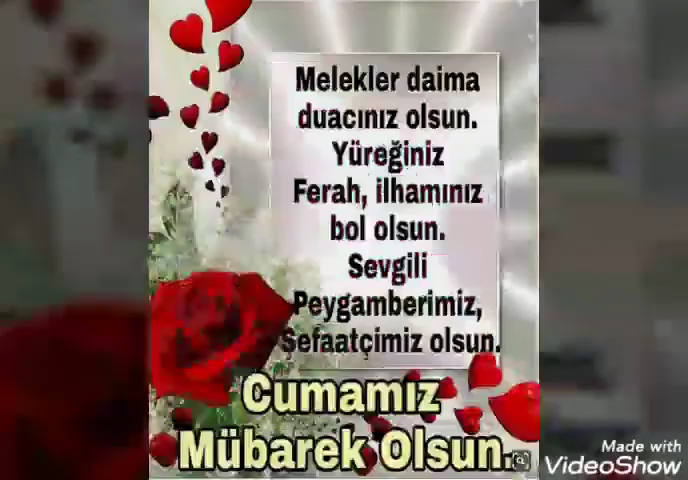 Melekler daima
duacınız olsun.
Yüreğiniz
Ferah, ilhamınız
bol olsun.
Sevgili
Peygamberimiz,
Şefaatçimiz olsun.
Cumamız
Mübarek Olsun.
Made with
VideoShow